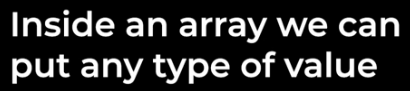 Inside an array we can
put any type of value